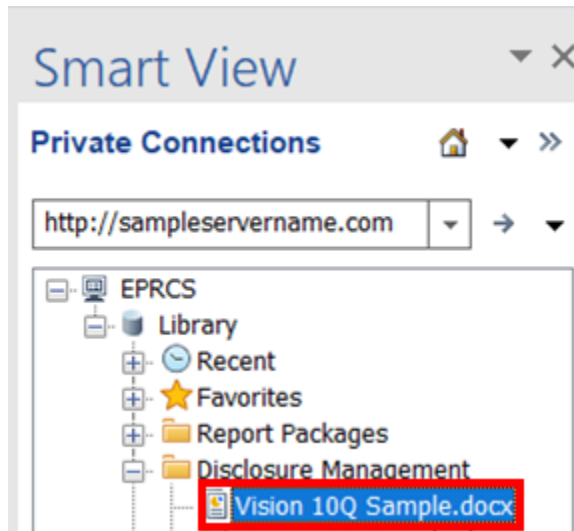 Smart View
Private Connections
http://sampleservername.com
EPRCS
Library
Recent
Favorites
Report Packages
Disclosure Management
Vision 10Q Sample.docx